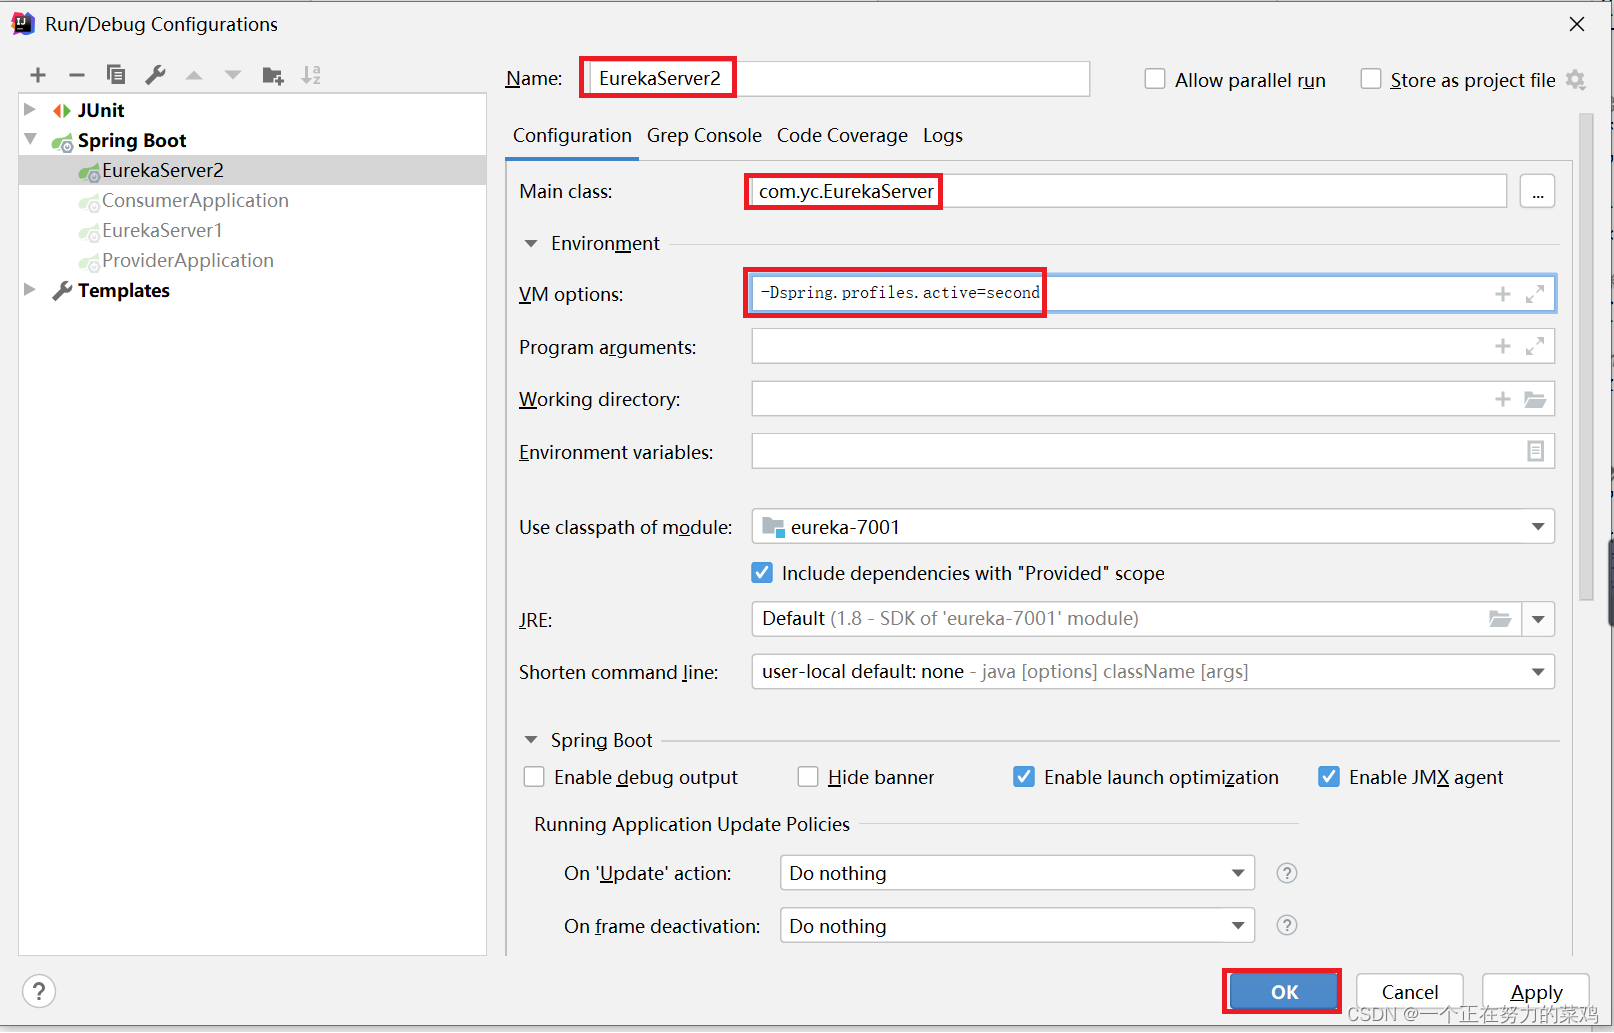 Run/Debug Configurations
Name: EurekaServer2
Allow parallel run
Store as project file
JUnit
Spring Boot
EurekaServer2
ConsumerApplication
EurekaServer1
ProviderApplication
Templates
Configuration Grep Console Code Coverage Logs
Main class: com.yc.EurekaServer ...
Environment
VM options: -Dspring.profiles.active=second
Program arguments:
Working directory:
Environment variables:
Use classpath of module: eureka-7001
Include dependencies with "Provided" scope
JRE: Default (1.8 - SDK of 'eureka-7001' module)
Shorten command line: user-local default: none - java [options] className [args]
Spring Boot
Enable debug output Hide banner Enable launch optimization Enable JMX agent
Running Application Update Policies
On 'Update' action: Do nothing ?
On frame deactivation: Do nothing ?
? OK Cancel Apply
CSDN @一个正在努力的菜鸡